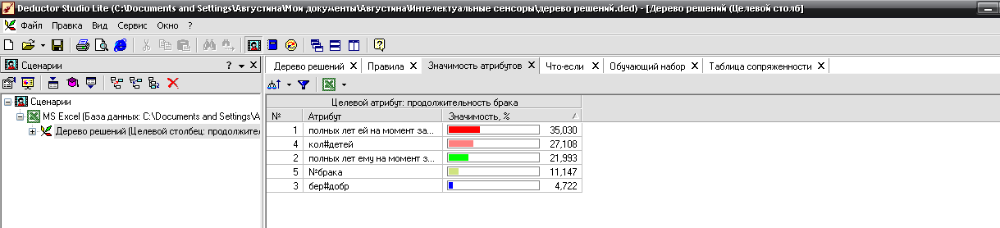 Deductor Studio Lite (C:\Documents and Settings\Августина\Мои документы\Августина\Интелектуальные сенсоры\дерево решений.ded) - [Дерево решений (Целевой столб]
Файл Правка Вид Сервис Окно ?
Сценарии ?
Дерево решений X Правила X Значимость атрибутов X Что-если X Обучающий набор X Таблица сопряженности X
Сценарии
MS Excel (База данных: C:\Documents and Settings\А
Дерево решений (Целевой столбец: продолжител
Целевой атрибут: продолжительность брака
№ Атрибут Значимость, %
1 полных лет ей на момент за... 35,030
4 кол#детей 27,108
2 полных лет ему на момент з... 21,993
5 №брака 11,147
3 бер#добр 4,722